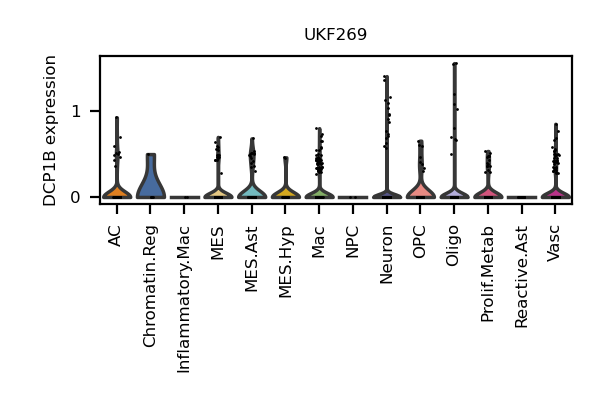 UKF269
DCP1B expression
1
0
AC
Chromatin.Reg
Inflammatory.Mac
MES
MES.Ast
MES.Hyp
Mac
NPC
Neuron
OPC
Oligo
Prolif.Metab
Reactive.Ast
Vasc